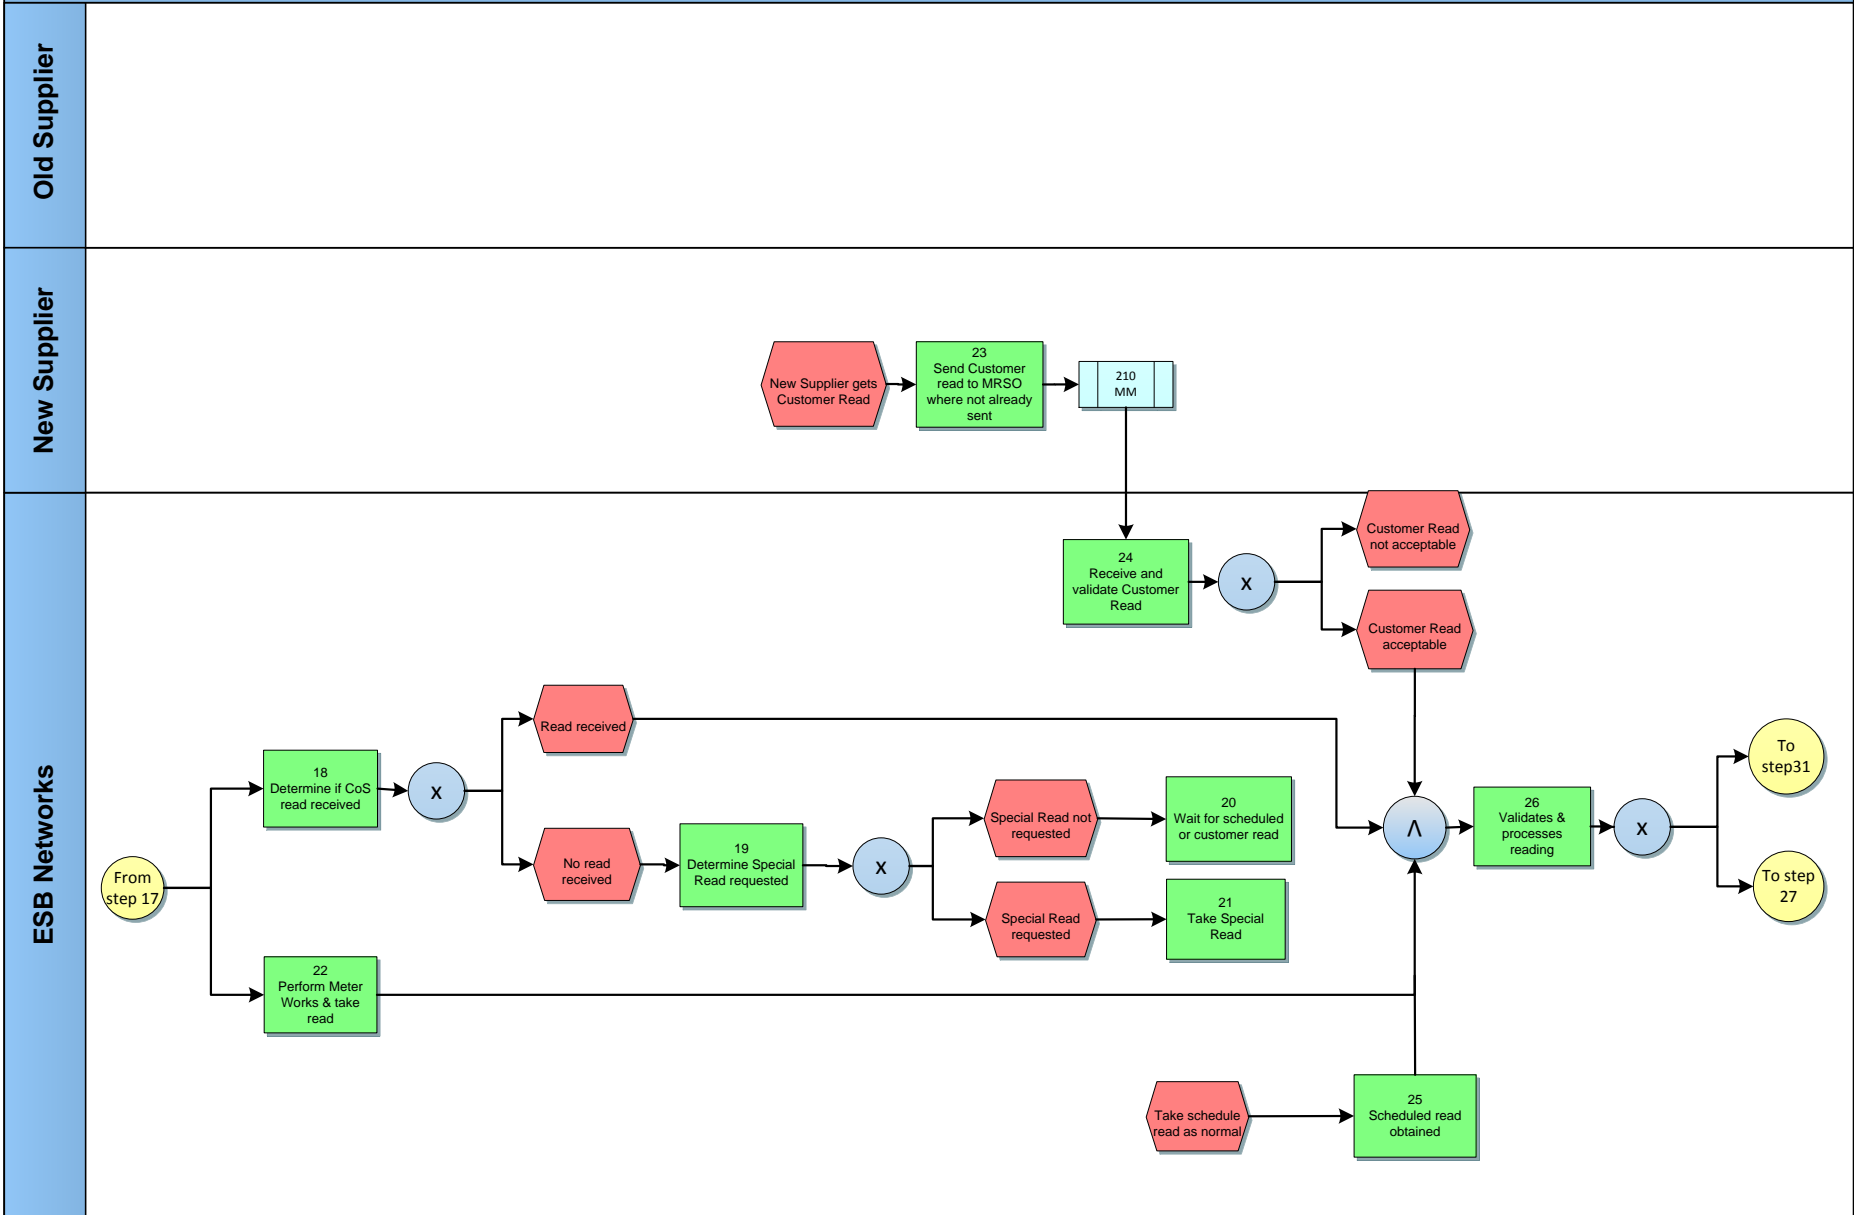 Old Supplier
New Supplier
New Supplier gets
Customer Read
23
Send Customer
read to MRSO
where not already
sent
210
MM
ESB Networks
Customer Read
not acceptable
24
Receive and
validate Customer
Read
X
Customer Read
acceptable
From
step 17
18
Determine if CoS
read received
X
Read received
No read
received
19
Determine Special
Read requested
X
Special Read not
requested
20
Wait for scheduled
or customer read
Special Read
requested
21
Take Special
Read
22
Perform Meter
Works & take
read
Take schedule
read as normal
25
Scheduled read
obtained
Λ
26
Validates &
processes
reading
X
To
step31
To step
27